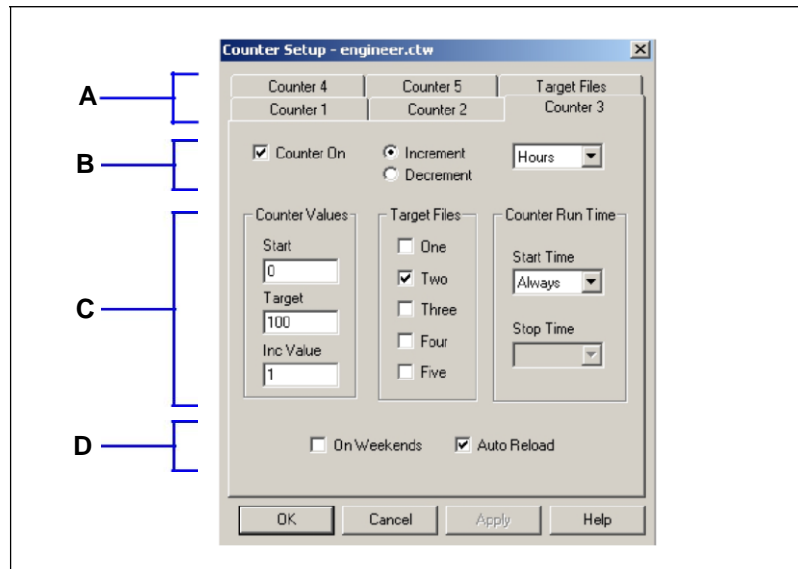 Counter Setup - engineer.ctw
A
Counter 4 Counter 5 Target Files
Counter 1 Counter 2 Counter 3
B
Counter On Increment Hours
Decrement
C
Counter Values Target Files Counter Run Time
Start One
0 Start Time
Two Always
Target
100 Three
Stop Time
Inc Value Four
1 Five
D
On Weekends Auto Reload
OK Cancel Apply Help